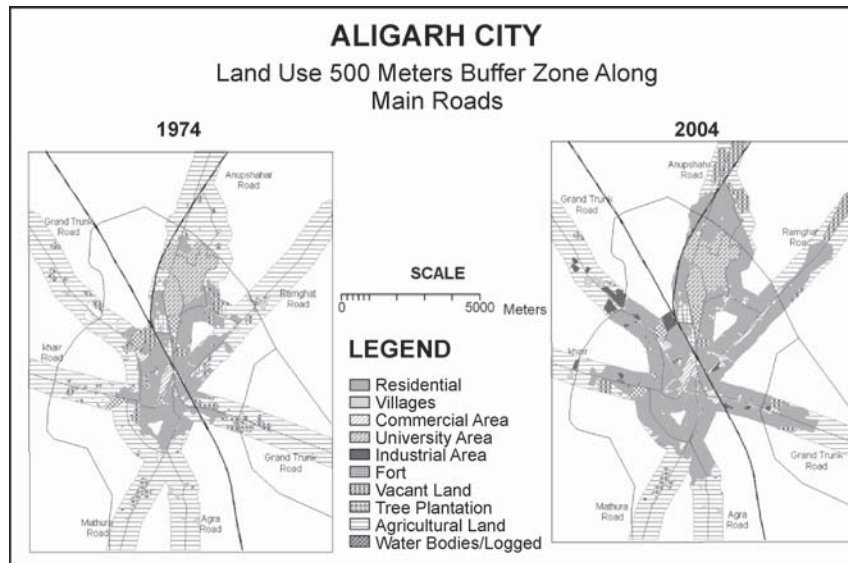 ALIGARH CITY
Land Use 500 Meters Buffer Zone Along
Main Roads
1974
2004
Anupshahar
Road
Grand Trunk
Road
Ramghat
Road
khair
Road
Grand Trunk
Road
Mathura
Road
Agra
Road
SCALE
0 5000 Meters
LEGEND
Residential
Villages
Commercial Area
University Area
Industrial Area
Fort
Vacant Land
Tree Plantation
Agricultural Land
Water Bodies/Logged
Anupshah
Road
Grand Trunk
Road
Ramghat
Roa
khair
Grand Trunk
Road
Mathura
Road
Agra
Road